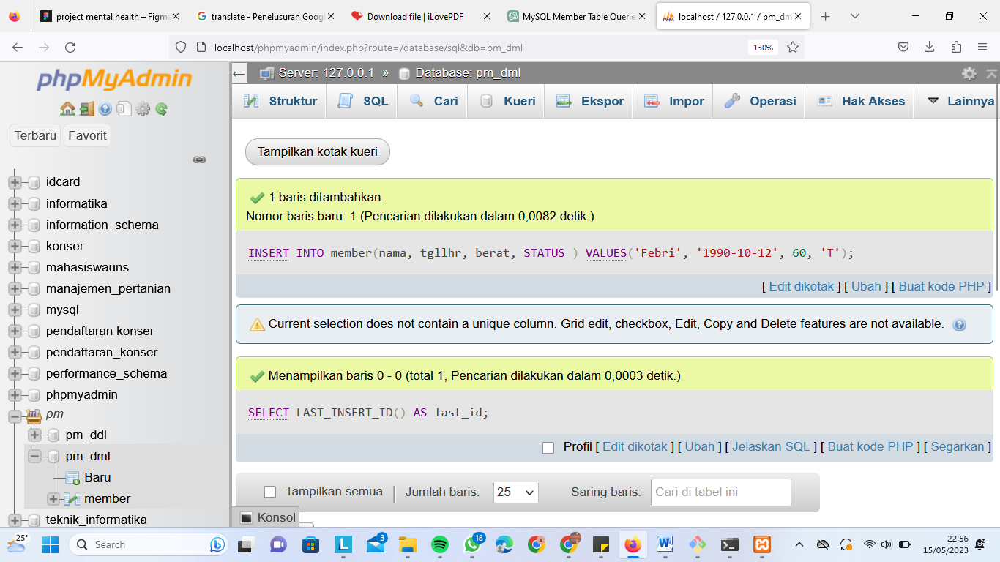 project mental health – Figma
translate - Penelusuran Goog
Download file | iLovePDF
MySQL Member Table Querie
localhost / 127.0.0.1 / pm_dm
localhost/phpmyadmin/index.php?route=/database/sql&db=pm_dml
130%
phpMyAdmin
Terbaru
Favorit
idcard
informatika
information_schema
konser
mahasiswauns
manajemen_pertanian
mysql
pendaftaran konser
pendaftaran_konser
performance_schema
phpmyadmin
pm
pm_ddl
pm_dml
Baru
member
teknik_informatika
Server: 127.0.0.1 » Database: pm_dml
Struktur
SQL
Cari
Kueri
Ekspor
Impor
Operasi
Hak Akses
Lainnya
Tampilkan kotak kueri
1 baris ditambahkan.
Nomor baris baru: 1 (Pencarian dilakukan dalam 0,0082 detik.)
INSERT INTO member(nama, tgllhr, berat, STATUS ) VALUES('Febri', '1990-10-12', 60, 'T');
[ Edit dikotak ] [ Ubah ] [ Buat kode PHP ]
Current selection does not contain a unique column. Grid edit, checkbox, Edit, Copy and Delete features are not available.
Menampilkan baris 0 - 0 (total 1, Pencarian dilakukan dalam 0,0003 detik.)
SELECT LAST_INSERT_ID() AS last_id;
Profil [ Edit dikotak ] [ Ubah ] [ Jelaskan SQL ] [ Buat kode PHP ] [ Segarkan ]
Tampilkan semua
Jumlah baris:
25
Saring baris:
Cari di tabel ini
Konsol
25°
Search
3
18
22:56
15/05/2023